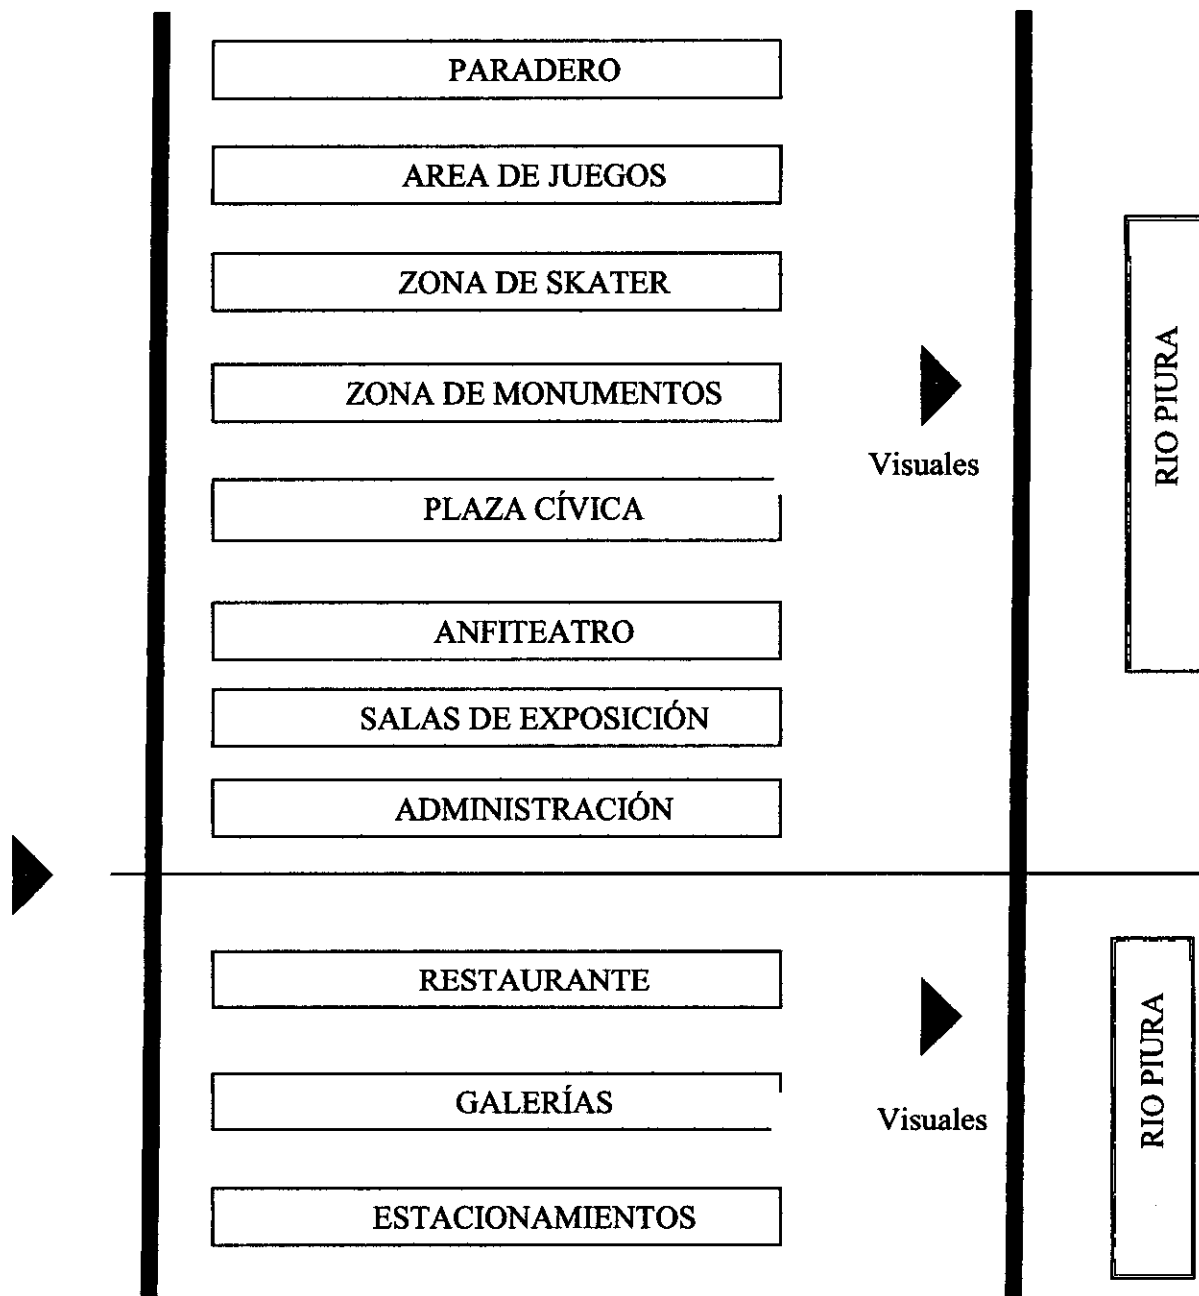 PARADERO
AREA DE JUEGOS
ZONA DE SKATER
ZONA DE MONUMENTOS
Visuales
RIO PIURA
PLAZA CÍVICA
ANFITEATRO
SALAS DE EXPOSICIÓN
ADMINISTRACIÓN
RESTAURANTE
GALERÍAS
Visuales
RIO PIURA
ESTACIONAMIENTOS